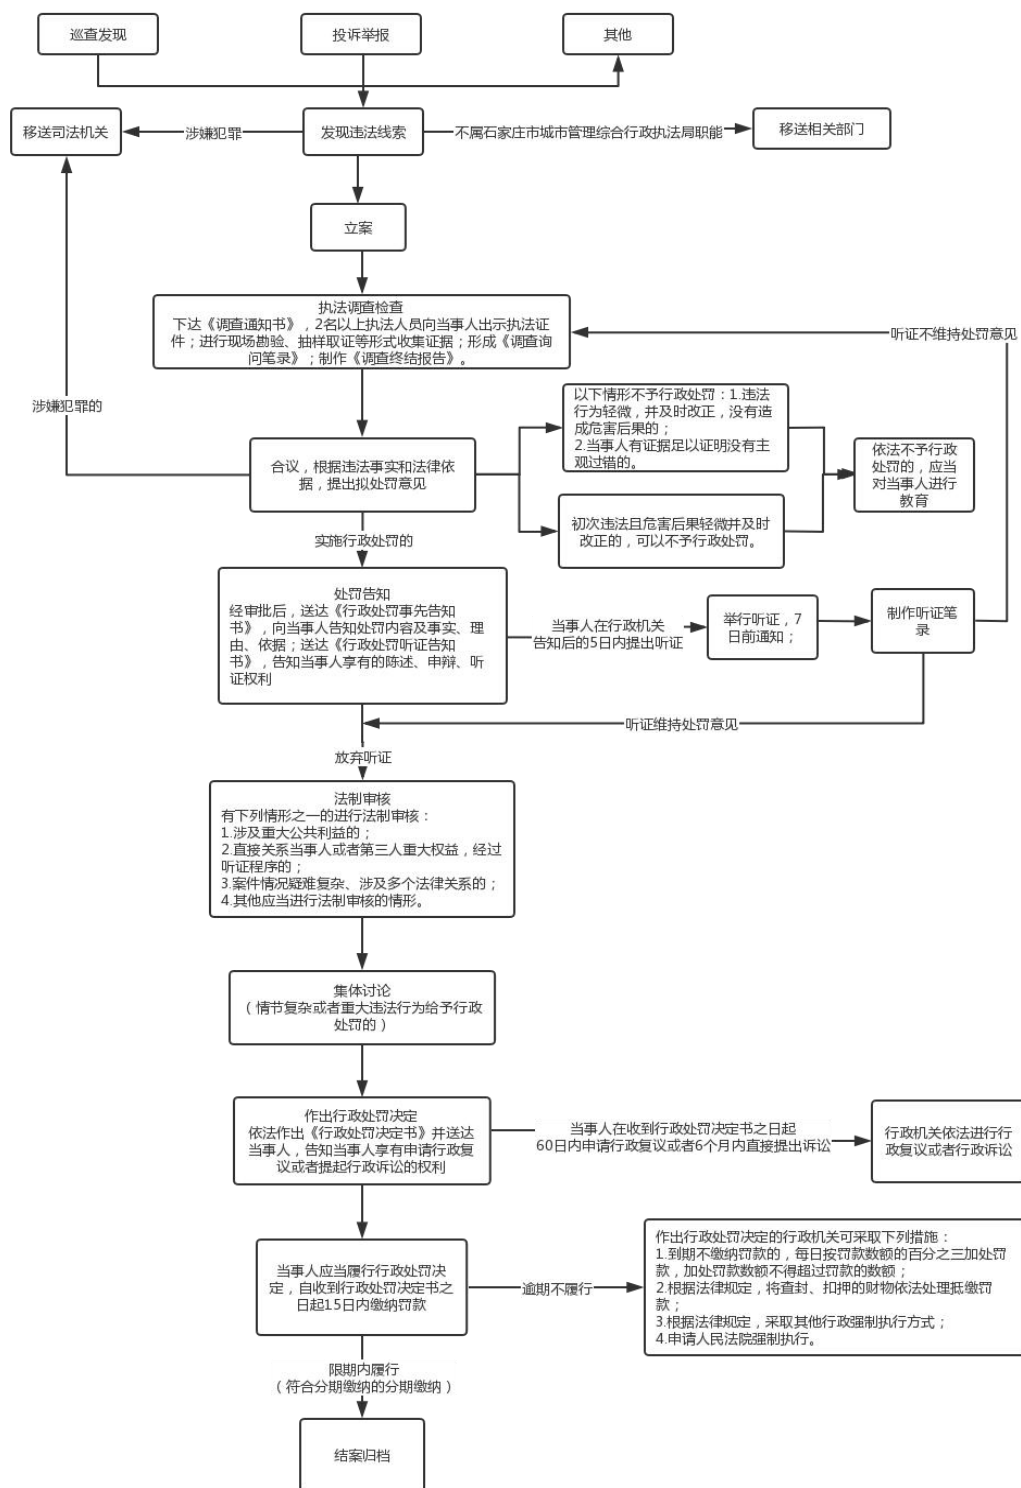 巡查发现
投诉举报
其他
移送司法机关
涉嫌犯罪
发现违法线索
不属石家庄市城市管理综合行政执法局职能
移送相关部门
立案
执法调查检查
下达《调查通知书》，2名以上执法人员向当事人出示执法证
件；进行现场勘验、抽样取证等形式收集证据；形成《调查询
问笔录》；制作《调查终结报告》。
听证不维持处罚意见
涉嫌犯罪的
以下情形不予行政处罚：1.违法
行为轻微，并及时改正，没有造
成危害后果的；
2.当事人有证据足以证明没有主
观过错的。
合议，根据违法事实和法律依
据，提出拟处罚意见
依法不予行政
处罚的，应当
对当事人进行
教育
初次违法且危害后果轻微并及时
改正的，可以不予行政处罚。
实施行政处罚的
处罚告知
经审批后，送达《行政处罚事先告知
书》，向当事人告知处罚内容及事实、理
由、依据；送达《行政处罚听证告知
书》，告知当事人享有的陈述、申辩、听
证权利
当事人在行政机关
告知后的5日内提出听证
举行听证，7
日前通知；
制作听证笔
录
听证维持处罚意见
放弃听证
法制审核
有下列情形之一的进行法制审核：
1.涉及重大公共利益的；
2.直接关系当事人或者第三人重大权益，经过
听证程序的；
3.案件情况疑难复杂、涉及多个法律关系的；
4.其他应当进行法制审核的情形。
集体讨论
（情节复杂或者重大违法行为给予行政
处罚的）
作出行政处罚决定
依法作出《行政处罚决定书》并送达
当事人，告知当事人享有申请行政复
议或者提起行政诉讼的权利
当事人在收到行政处罚决定书之日起
60日内申请行政复议或者6个月内直接提出诉讼
行政机关依法进行行
政复议或者行政诉讼
当事人应当履行行政处罚决
定，自收到行政处罚决定书之
日起15日内缴纳罚款
逾期不履行
作出行政处罚决定的行政机关可采取下列措施：
1.到期不缴纳罚款的，每日按罚款数额的百分之三加处罚
款，加处罚款数额不得超过罚款的数额；
2.根据法律规定，将查封、扣押的财物依法处理抵缴罚
款；
3.根据法律规定，采取其他行政强制执行方式；
4.申请人民法院强制执行。
限期内履行
（符合分期缴纳的分期缴纳）
结案归档